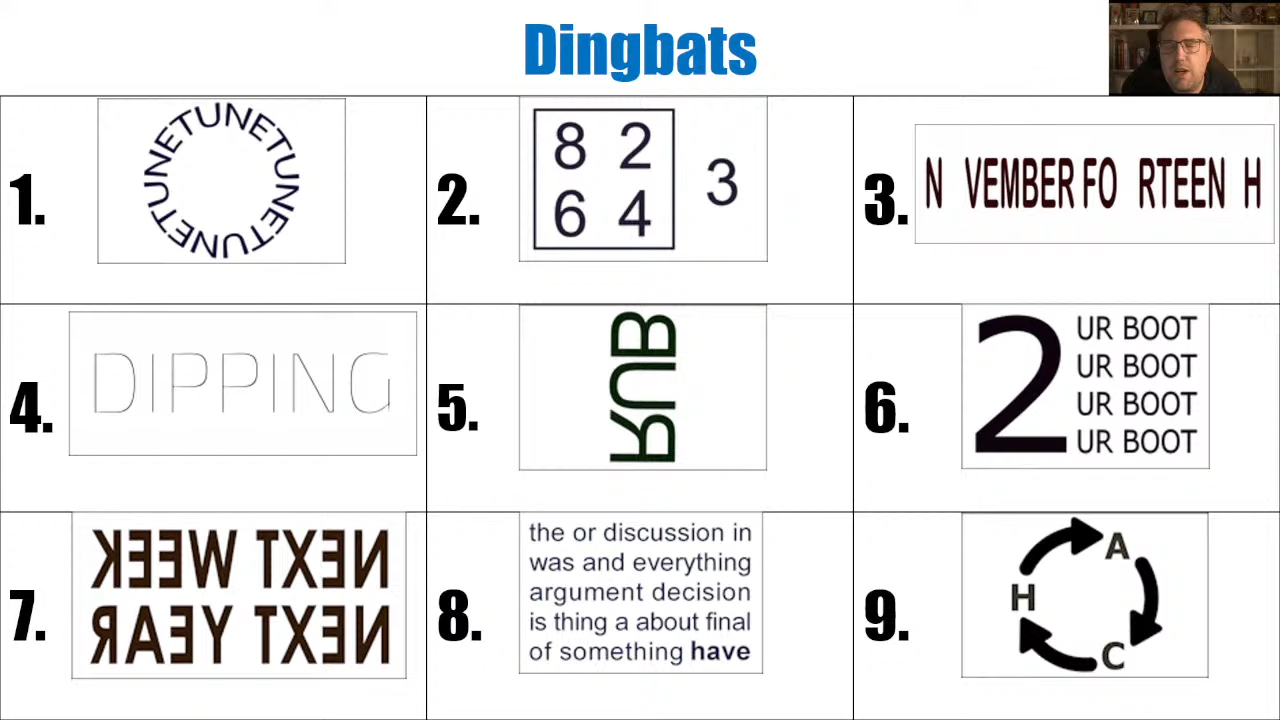 Dingbats
1.
TUNETUNETUNETUNETUNE
2.
8 2
6 4
3
3.
N VEMBER FO RTEEN H
4.
DIPPING
5.
RUB
6.
2
UR BOOT
UR BOOT
UR BOOT
UR BOOT
7.
NEXT WEEK
NEXT YEAR
8.
the or discussion in
was and everything
argument decision
is thing a about final
of something have
9.
A
H
C